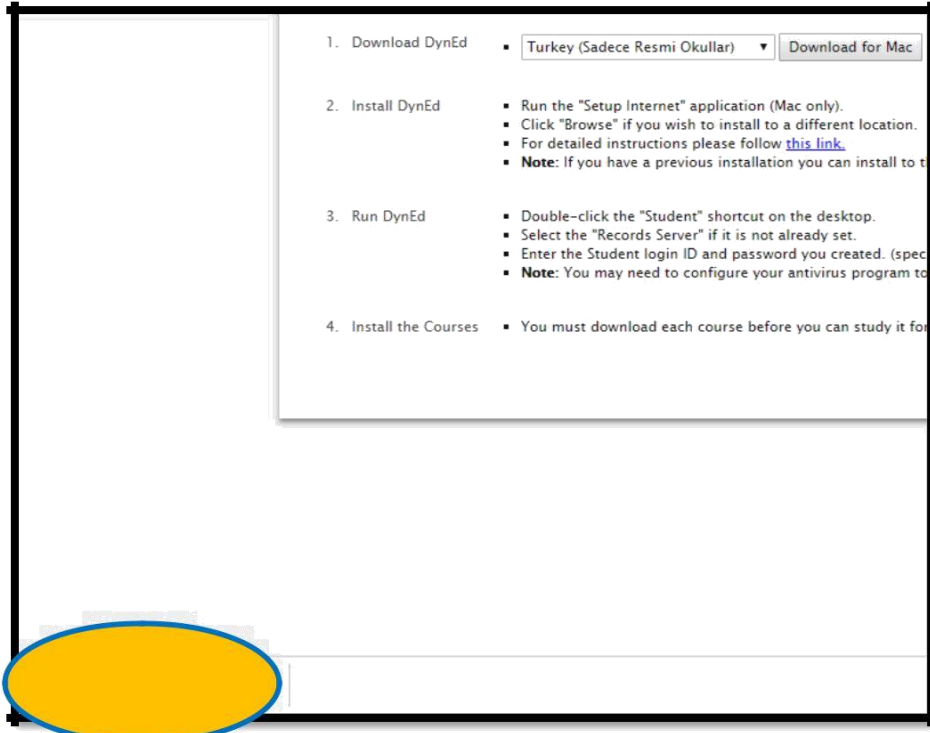 1. Download DynEd ▪ Turkey (Sadece Resmi Okullar) ▼ Download for Mac
2. Install DynEd ▪ Run the "Setup Internet" application (Mac only).
▪ Click "Browse" if you wish to install to a different location.
▪ For detailed instructions please follow this link.
▪ Note: If you have a previous installation you can install to
3. Run DynEd ▪ Double-click the "Student" shortcut on the desktop.
▪ Select the "Records Server" if it is not already set.
▪ Enter the Student login ID and password you created. (spec
▪ Note: You may need to configure your antivirus program to
4. Install the Courses ▪ You must download each course before you can study it for